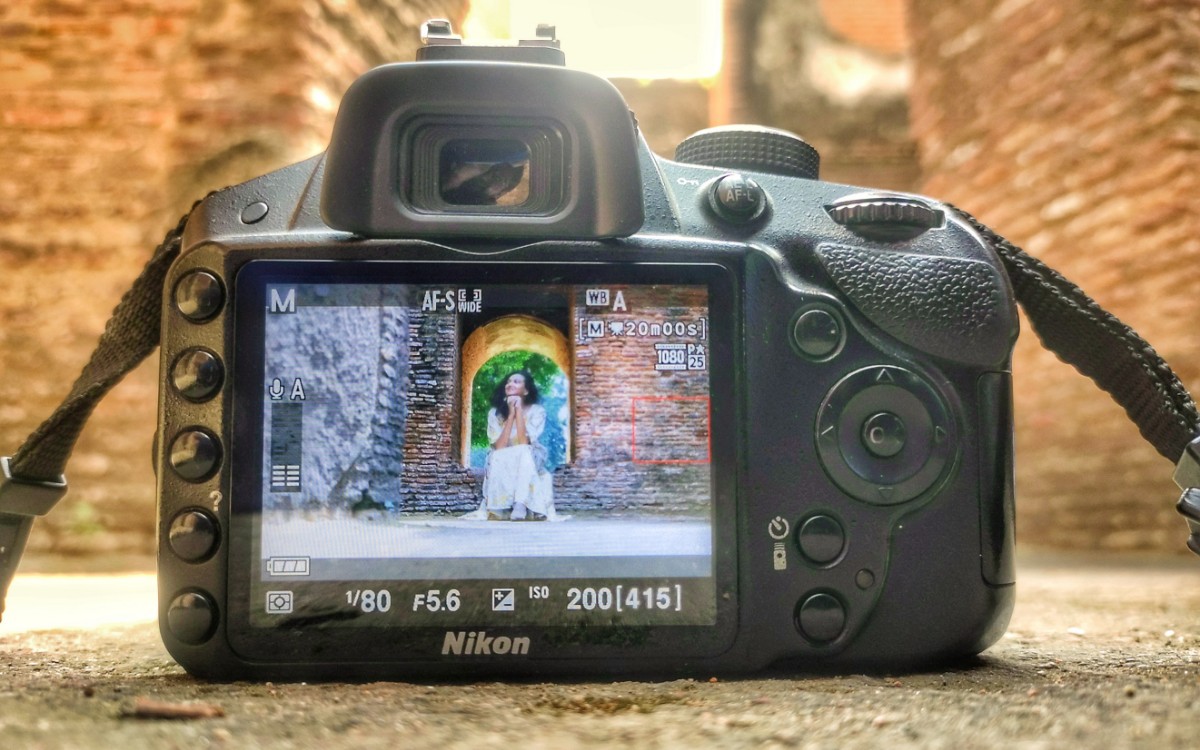 AF-L
M AF-S WIDE WB A
[M 20m00s]
1080 P★ 25
A
?
1/80 F5.6 ISO 200[415]
Nikon